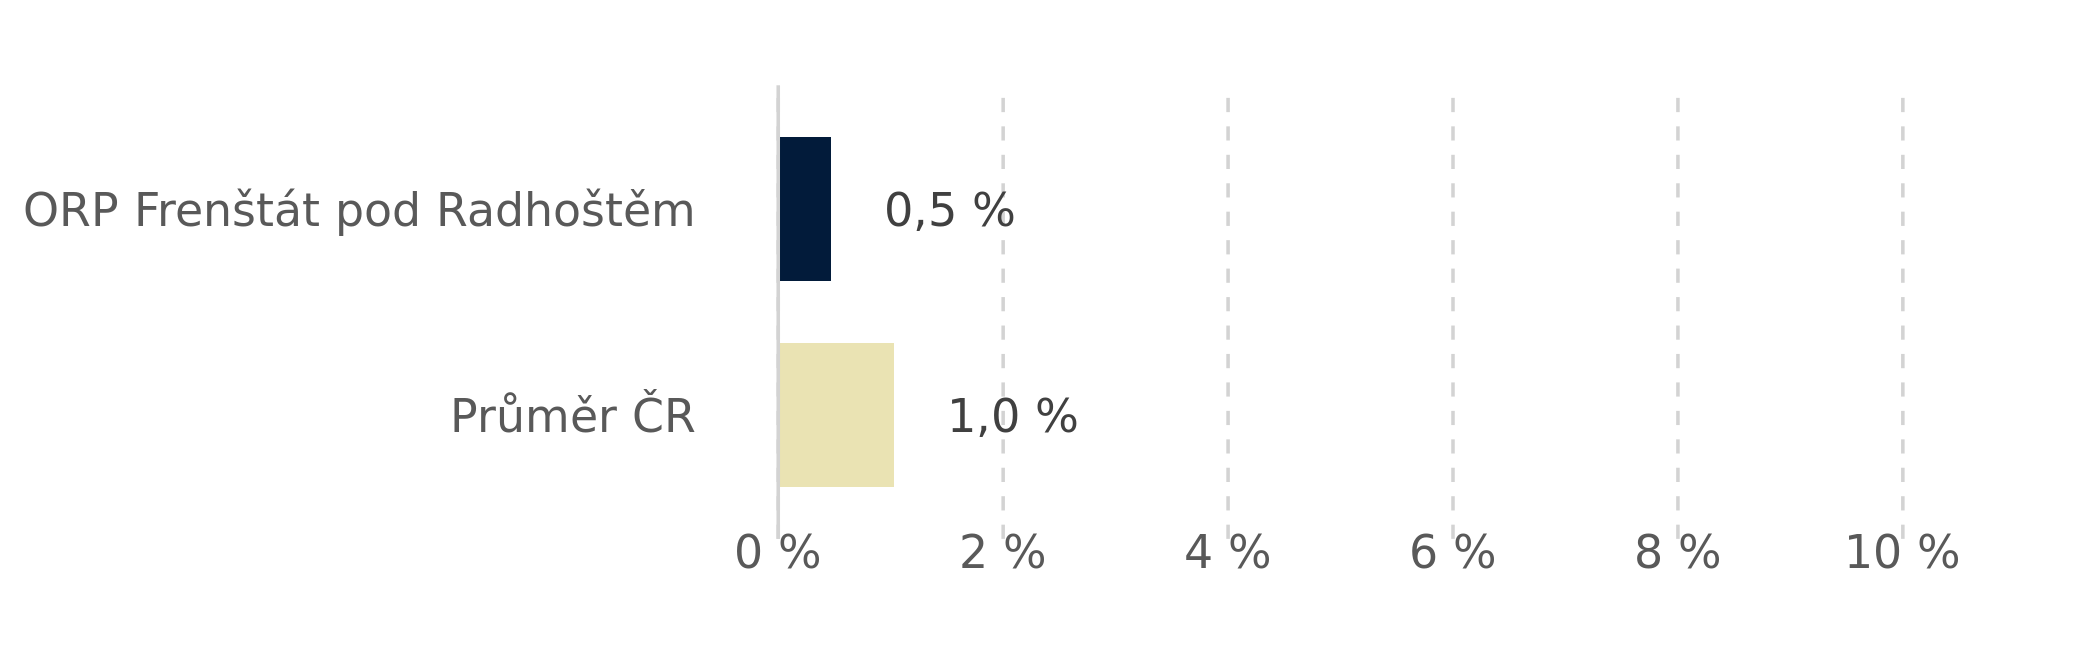 ORP Frenštát pod Radhoštěm
0,5 %
Průměr ČR
1,0 %
0 % 2 % 4 % 6 % 8 % 10 %